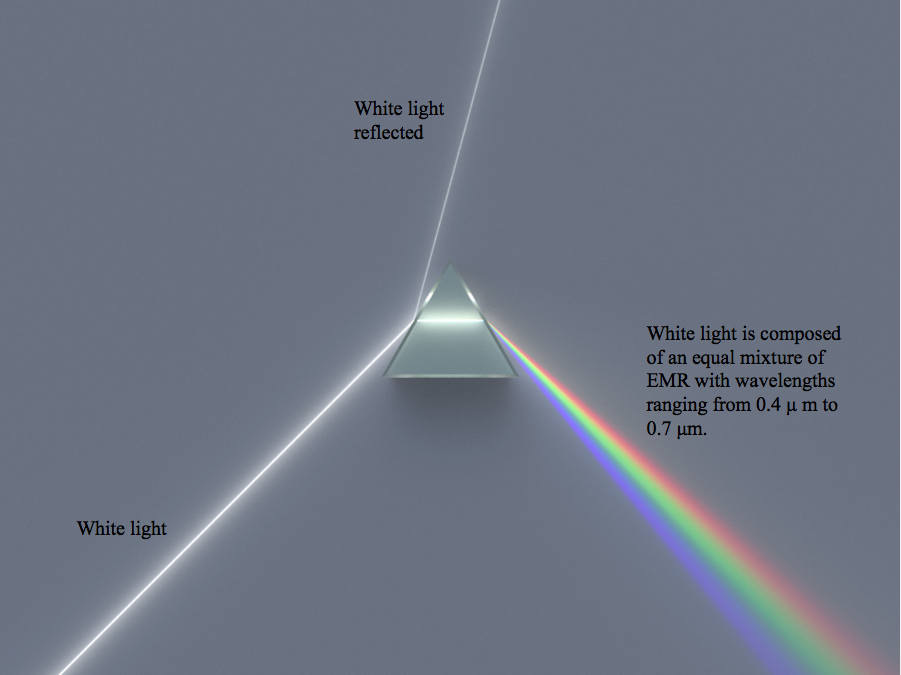 White light
reflected
White light is composed
of an equal mixture of
EMR with wavelengths
ranging from 0.4 μ m to
0.7 μm.
White light